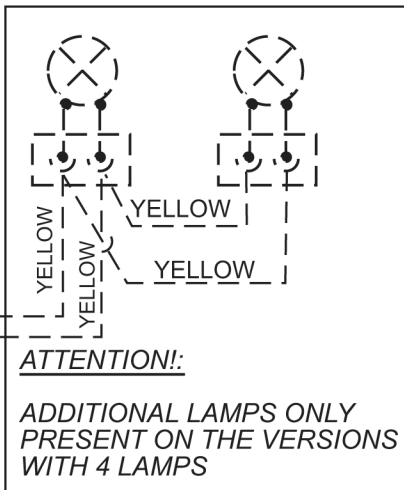 YELLOW
YELLOW
YELLOW
YELLOW
ATTENTION!:
ADDITIONAL LAMPS ONLY
PRESENT ON THE VERSIONS
WITH 4 LAMPS